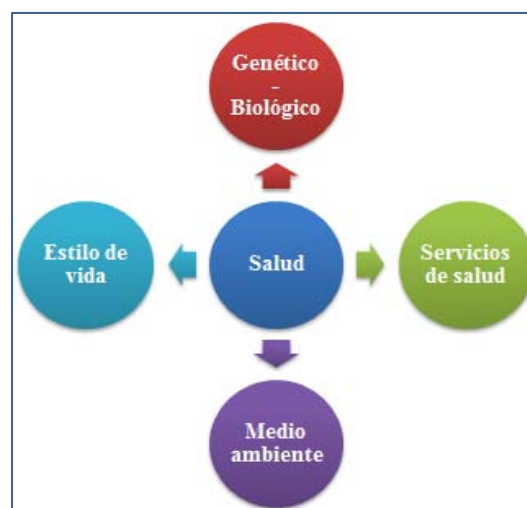 Genético
-
Biológico
Estilo de
vida
Salud
Servicios
de salud
Medio
ambiente